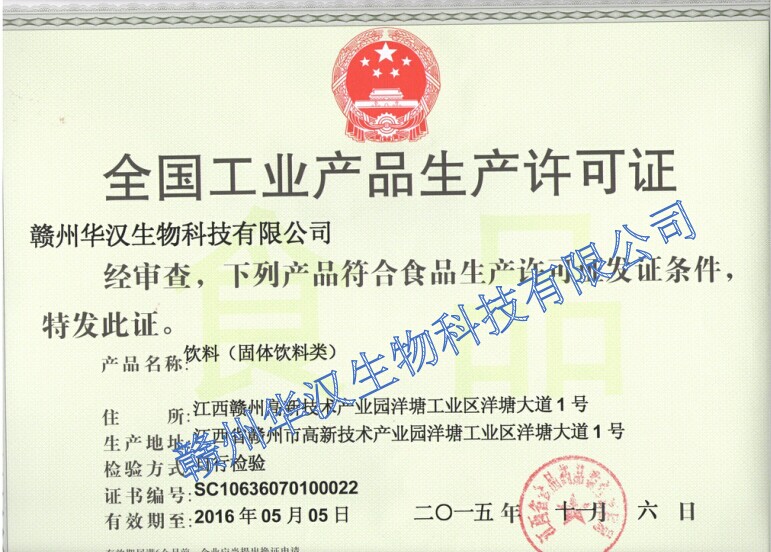 全国工业产品生产许可证
赣州华汉生物科技有限公司
经审查，下列产品符合食品生产许可证发证条件，
特发此证。
产品名称:饮料（固体饮料类）
住 所:江西赣州高新技术产业园洋塘工业区洋塘大道1号
生产地址:江西省赣州市高新技术产业园洋塘工业区洋塘大道1号
检验方式:自行检验
证书编号:SC10636070100022
有效期至:2016年05月05日
二〇一五年 十一月 六日
食品
赣州华汉生物科技有限公司